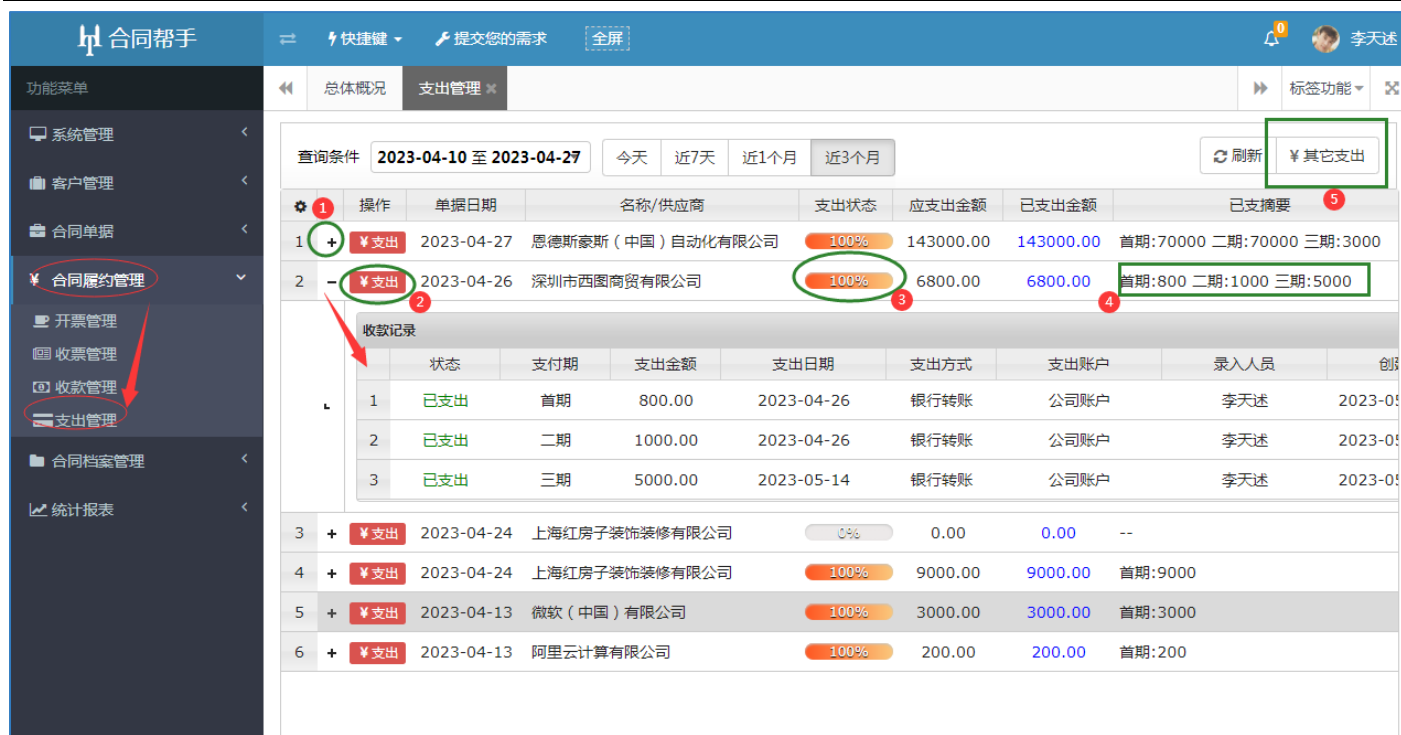 合同帮手 快捷键 提交您的需求 全屏 0 李天述
功能菜单 总体概况 支出管理 标签功能
系统管理
客户管理
合同单据
¥ 合同履约管理
开票管理
收票管理
收款管理
支出管理
合同档案管理
统计报表
查询条件 2023-04-10 至 2023-04-27 今天 近7天 近1个月 近3个月 刷新 ¥ 其它支出
1 操作 单据日期 名称/供应商 支出状态 应支出金额 已支出金额 已支摘要 5
1 + ¥支出 2023-04-27 恩德斯豪斯（中国）自动化有限公司 100% 143000.00 143000.00 首期:70000 二期:70000 三期:3000
2 - ¥支出 2023-04-26 深圳市西图商贸有限公司 100% 6800.00 6800.00 首期:800 二期:1000 三期:5000
2 3 4
收款记录
状态 支付期 支出金额 支出日期 支出方式 支出账户 录入人员
1 已支出 首期 800.00 2023-04-26 银行转账 公司账户 李天述 2023-05
2 已支出 二期 1000.00 2023-04-26 银行转账 公司账户 李天述 2023-05
3 已支出 三期 5000.00 2023-05-14 银行转账 公司账户 李天述 2023-05
3 + ¥支出 2023-04-24 上海红房子装饰装修有限公司 0% 0.00 0.00 --
4 + ¥支出 2023-04-24 上海红房子装饰装修有限公司 100% 9000.00 9000.00 首期:9000
5 + ¥支出 2023-04-13 微软（中国）有限公司 100% 3000.00 3000.00 首期:3000
6 + ¥支出 2023-04-13 阿里云计算有限公司 100% 200.00 200.00 首期:200